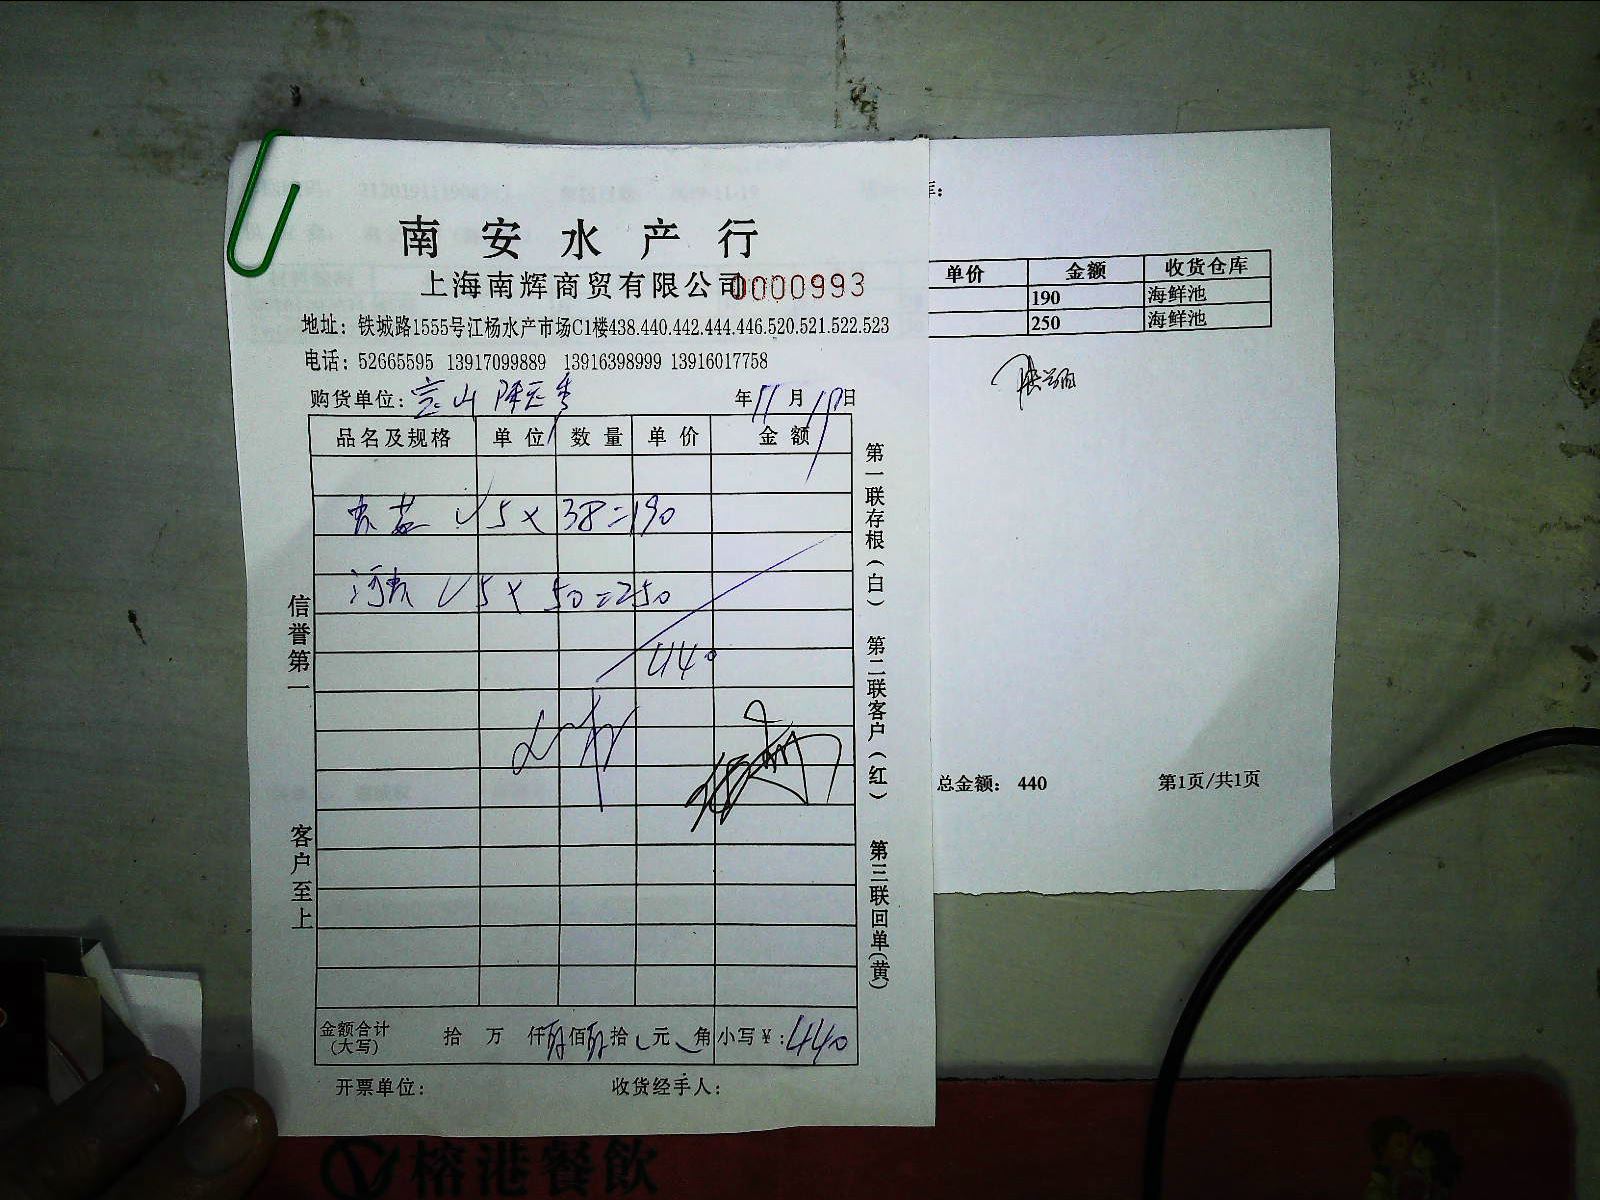 南安水产行
上海南辉商贸有限公司 0000993
地址：铁城路1555号江杨水产市场C1楼438.440.442.444.446.520.521.522.523
电话：52665595 13917099889 13916398999 13916017758
购货单位： 年11月19日
品名及规格 单位 数量 单价 金额
5×38=190
河 5×50=250
440
金额合计(大写) 拾 万 仟 佰 拾 元 角 小写¥：440
开票单位： 收货经手人：
信誉第一
客户至上
第一联存根(白) 第二联客户(红) 第三联回单(黄)
库：
单价 金额 收货仓库
190 海鲜池
250 海鲜池
总金额： 440 第1页/共1页
榕港餐飲